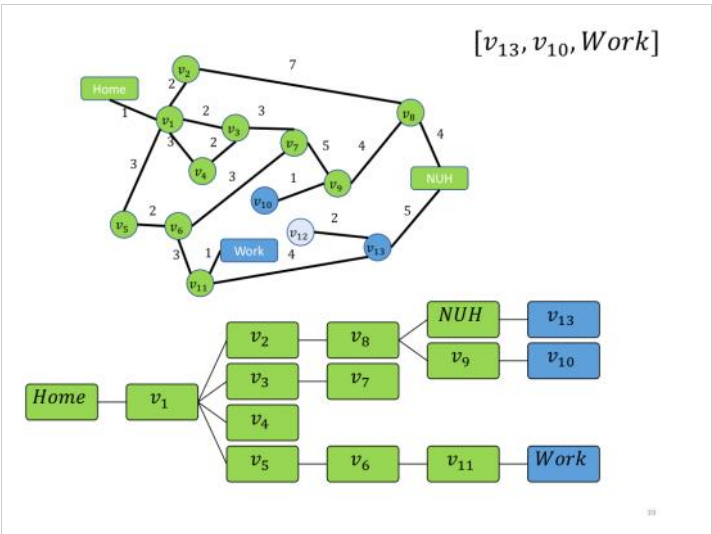 [v₁₃, v₁₀, Work]
7
v₂
Home
2
1
v₁
2
v₃
3
v₈
3
2
v₇
5
4
4
v₄
v₉
NUH
3
3
1
v₁₀
5
2
v₅
v₆
v₁₂
2
v₁₃
3
1
Work
4
v₁₁
NUH
v₁₃
v₂
v₈
v₉
v₁₀
v₃
v₇
Home
v₁
v₄
v₅
v₆
v₁₁
Work
39